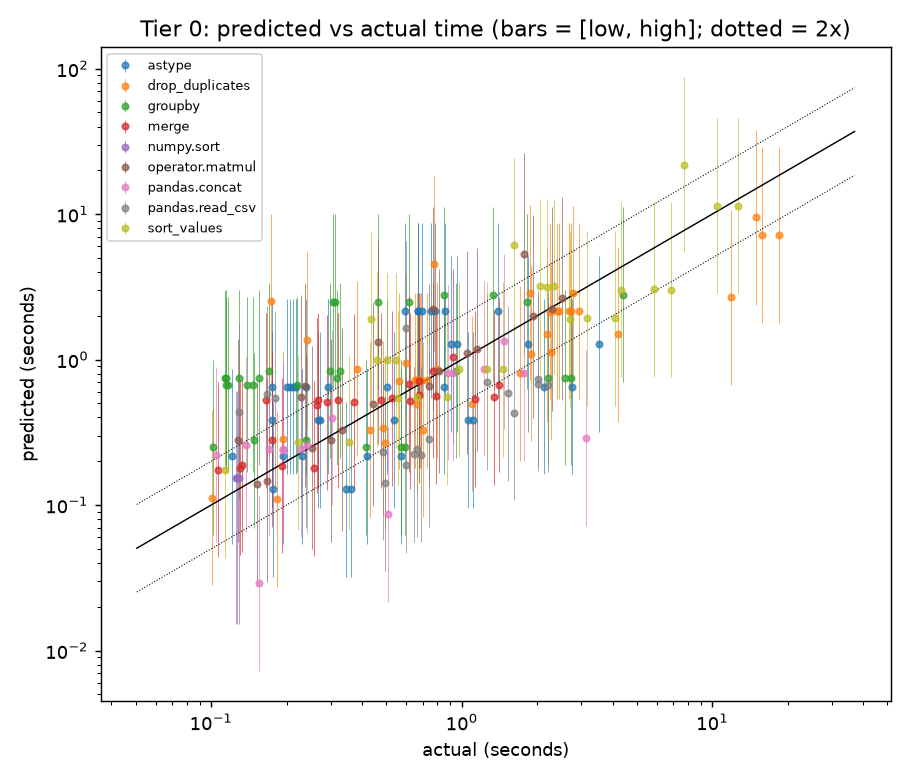 Tier 0: predicted vs actual time (bars = [low, high]; dotted = 2x)
astype
drop_duplicates
groupby
merge
numpy.sort
operator.matmul
pandas.concat
pandas.read_csv
sort_values
10²
10¹
10⁰
10⁻¹
10⁻²
predicted (seconds)
10⁻¹ 10⁰ 10¹
actual (seconds)